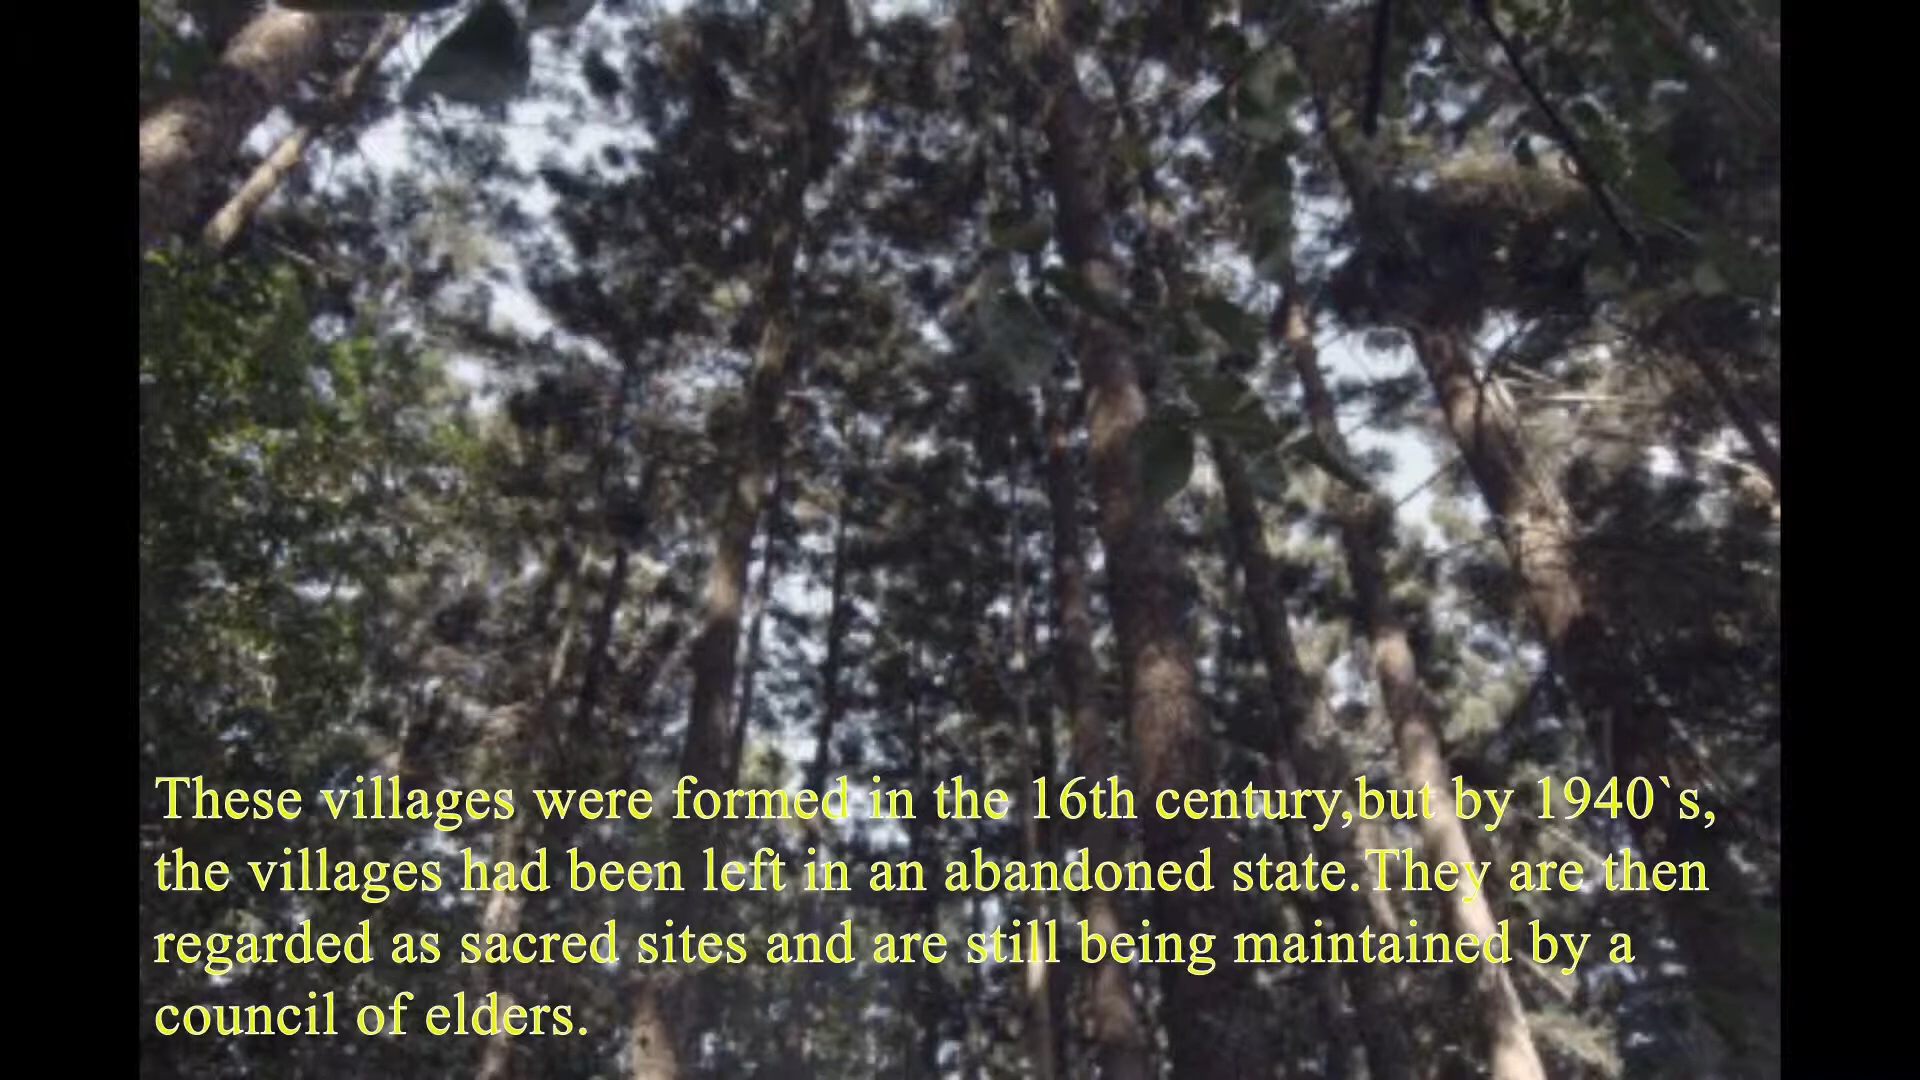 These villages were formed in the 16th century,but by 1940`s,
the villages had been left in an abandoned state.They are then
regarded as sacred sites and are still being maintained by a
council of elders.